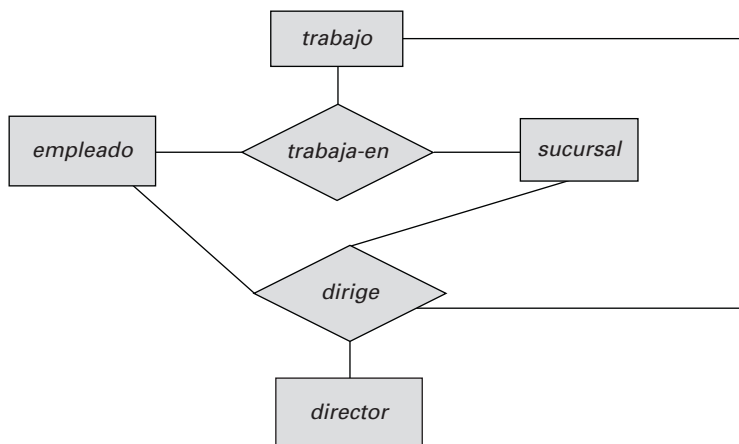 trabajo
empleado
trabaja-en
sucursal
dirige
director